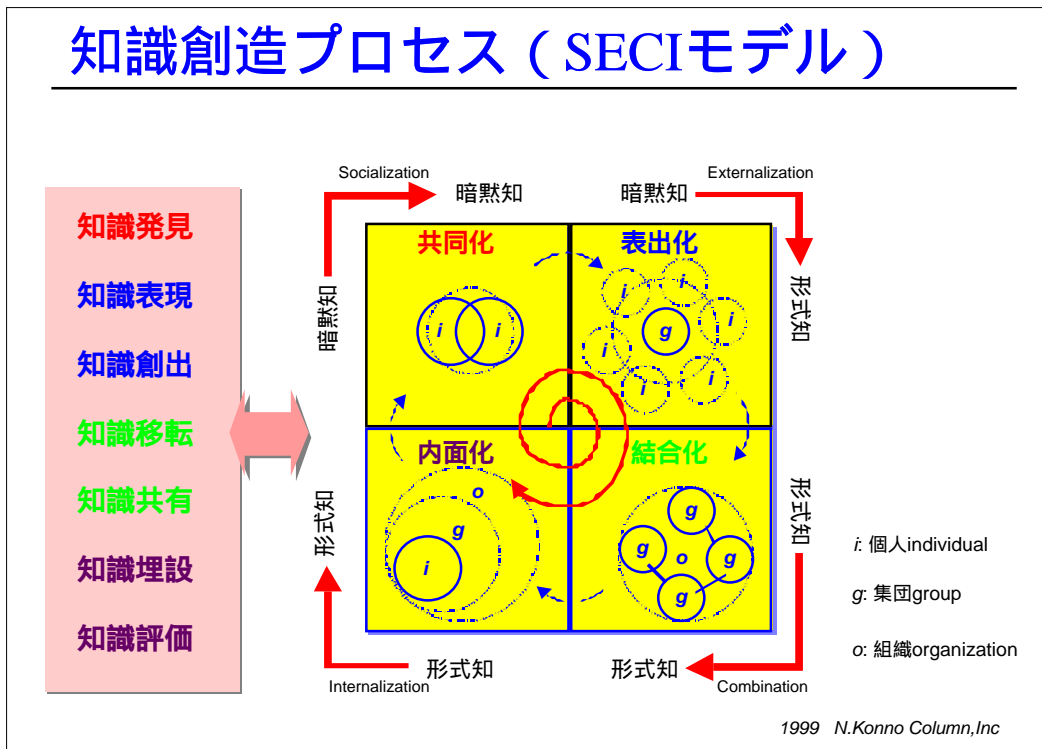 知識創造プロセス（SECIモデル）
知識発見
知識表現
知識創出
知識移転
知識共有
知識埋設
知識評価
Socialization
暗黙知
暗黙知
Externalization
暗黙知
形式知
共同化
i
i
表出化
i
i
i
i
i
i
g
内面化
o
g
i
結合化
g
g
o
g
g
形式知
形式知
Internalization
形式知
形式知
Combination
i: 個人individual
g: 集団group
o: 組織organization
1999 N.Konno Column,Inc